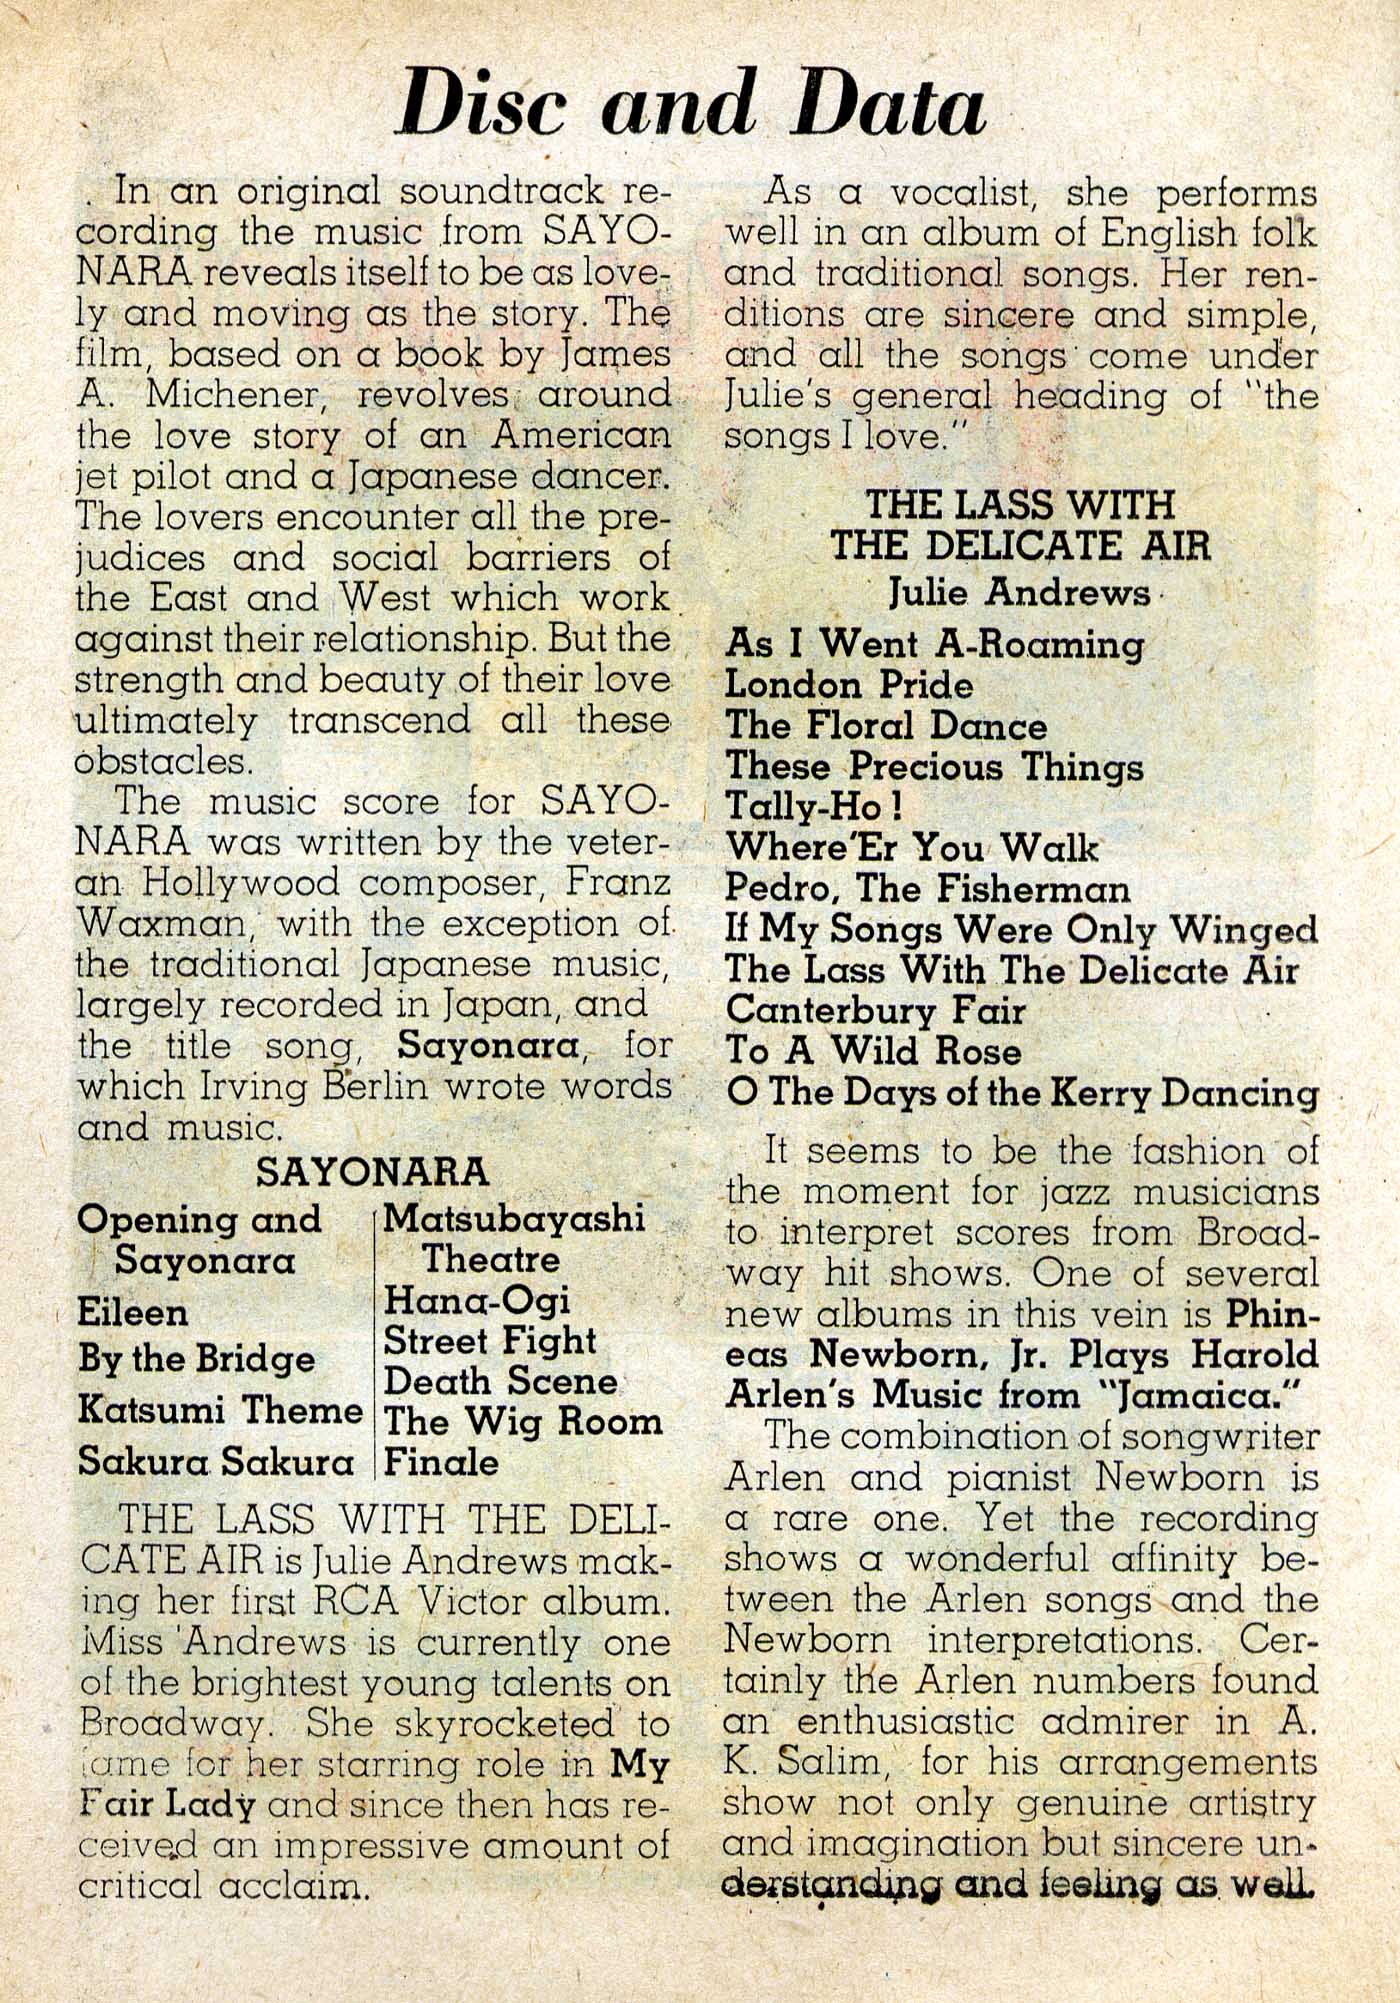 Disc and Data
In an original soundtrack re-
cording the music from SAYO-
NARA reveals itself to be as love-
ly and moving as the story. The
film, based on a book by James
A. Michener, revolves around
the love story of an American
jet pilot and a Japanese dancer.
The lovers encounter all the pre-
judices and social barriers of
the East and West which work
against their relationship. But the
strength and beauty of their love
ultimately transcend all these
obstacles.
The music score for SAYO-
NARA was written by the veter-
an Hollywood composer, Franz
Waxman, with the exception of
the traditional Japanese music,
largely recorded in Japan, and
the title song, Sayonara, for
which Irving Berlin wrote words
and music.
SAYONARA
Opening and
Sayonara
Eileen
By the Bridge
Katsumi Theme
Sakura Sakura
Matsubayashi
Theatre
Hana-Ogi
Street Fight
Death Scene
The Wig Room
Finale
THE LASS WITH THE DELI-
CATE AIR is Julie Andrews mak-
ing her first RCA Victor album.
Miss Andrews is currently one
of the brightest young talents on
Broadway. She skyrocketed to
fame for her starring role in My
Fair Lady and since then has re-
ceived an impressive amount of
critical acclaim.
As a vocalist, she performs
well in an album of English folk
and traditional songs. Her ren-
ditions are sincere and simple,
and all the songs come under
Julie's general heading of "the
songs I love."
THE LASS WITH
THE DELICATE AIR
Julie Andrews
As I Went A-Roaming
London Pride
The Floral Dance
These Precious Things
Tally-Ho!
Where'Er You Walk
Pedro, The Fisherman
If My Songs Were Only Winged
The Lass With The Delicate Air
Canterbury Fair
To A Wild Rose
O The Days of the Kerry Dancing
It seems to be the fashion of
the moment for jazz musicians
to interpret scores from Broad-
way hit shows. One of several
new albums in this vein is Phin-
eas Newborn, Jr. Plays Harold
Arlen's Music from "Jamaica."
The combination of songwriter
Arlen and pianist Newborn is
a rare one. Yet the recording
shows a wonderful affinity be-
tween the Arlen songs and the
Newborn interpretations. Cer-
tainly the Arlen numbers found
an enthusiastic admirer in A.
K. Salim, for his arrangements
show not only genuine artistry
and imagination but sincere un-
derstanding and feeling as well.